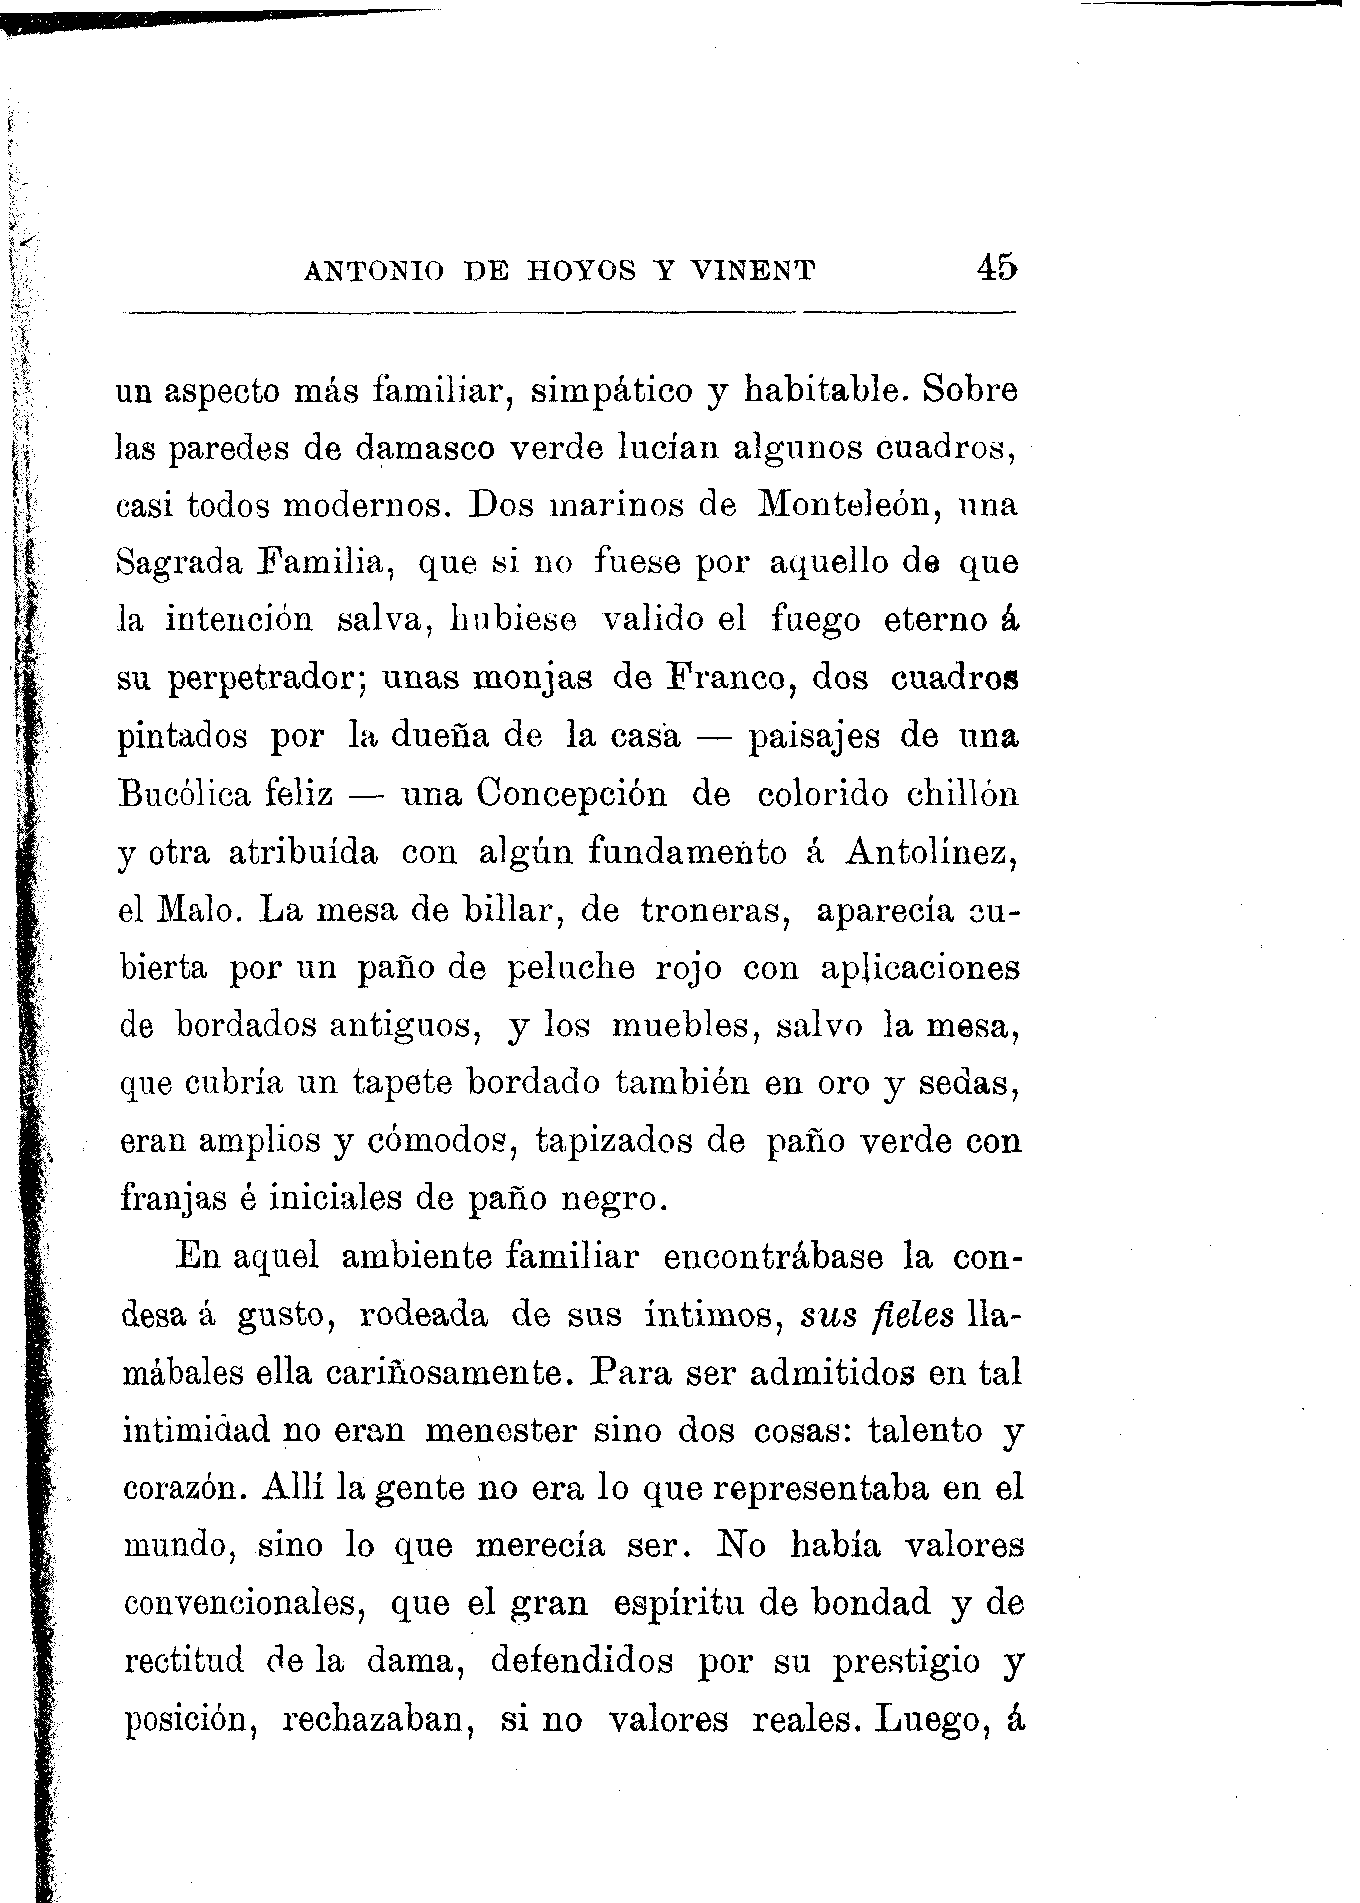 ANTONIO DE HOYOS Y VINENT 45
un aspecto más familiar, simpático y habitable. Sobre
las paredes de damasco verde lucían algunos cuadros,
casi todos modernos. Dos marinos de Monteleón, una
Sagrada Familia, que si no fuese por aquello de que
la intención salva, hubiese valido el fuego eterno á
su perpetrador; unas monjas de Franco, dos cuadros
pintados por la dueña de la casa — paisajes de una
Bucólica feliz — una Concepción de colorido chillón
y otra atribuída con algún fundamento á Antolínez,
el Malo. La mesa de billar, de troneras, aparecía cu-
bierta por un paño de peluche rojo con aplicaciones
de bordados antiguos, y los muebles, salvo la mesa,
que cubría un tapete bordado también en oro y sedas,
eran amplios y cómodos, tapizados de paño verde con
franjas é iniciales de paño negro.
En aquel ambiente familiar encontrábase la con-
desa á gusto, rodeada de sus íntimos, sus fieles lla-
mábales ella cariñosamente. Para ser admitidos en tal
intimidad no eran menester sino dos cosas: talento y
corazón. Allí la gente no era lo que representaba en el
mundo, sino lo que merecía ser. No había valores
convencionales, que el gran espíritu de bondad y de
rectitud de la dama, defendidos por su prestigio y
posición, rechazaban, si no valores reales. Luego, á